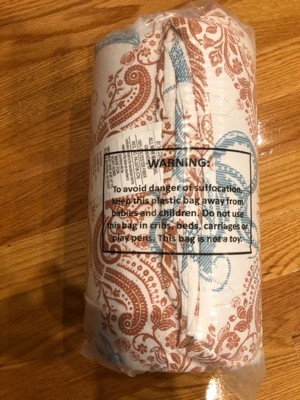 WARNING:
To avoid danger of suffocation,
keep this plastic bag away from
babies and children. Do not use
this bag in cribs, beds, carriages or
play pens. This bag is not a toy.